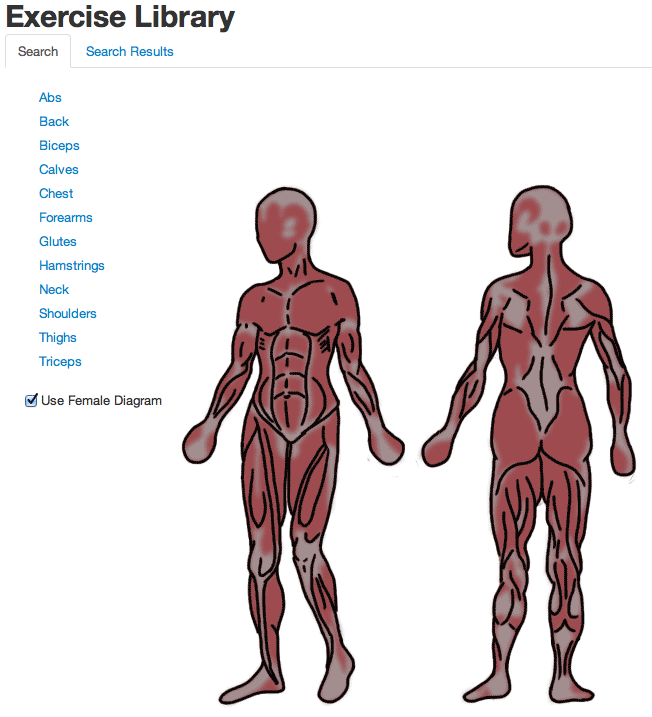 Exercise Library
Search Search Results
Abs
Back
Biceps
Calves
Chest
Forearms
Glutes
Hamstrings
Neck
Shoulders
Thighs
Triceps
Use Female Diagram